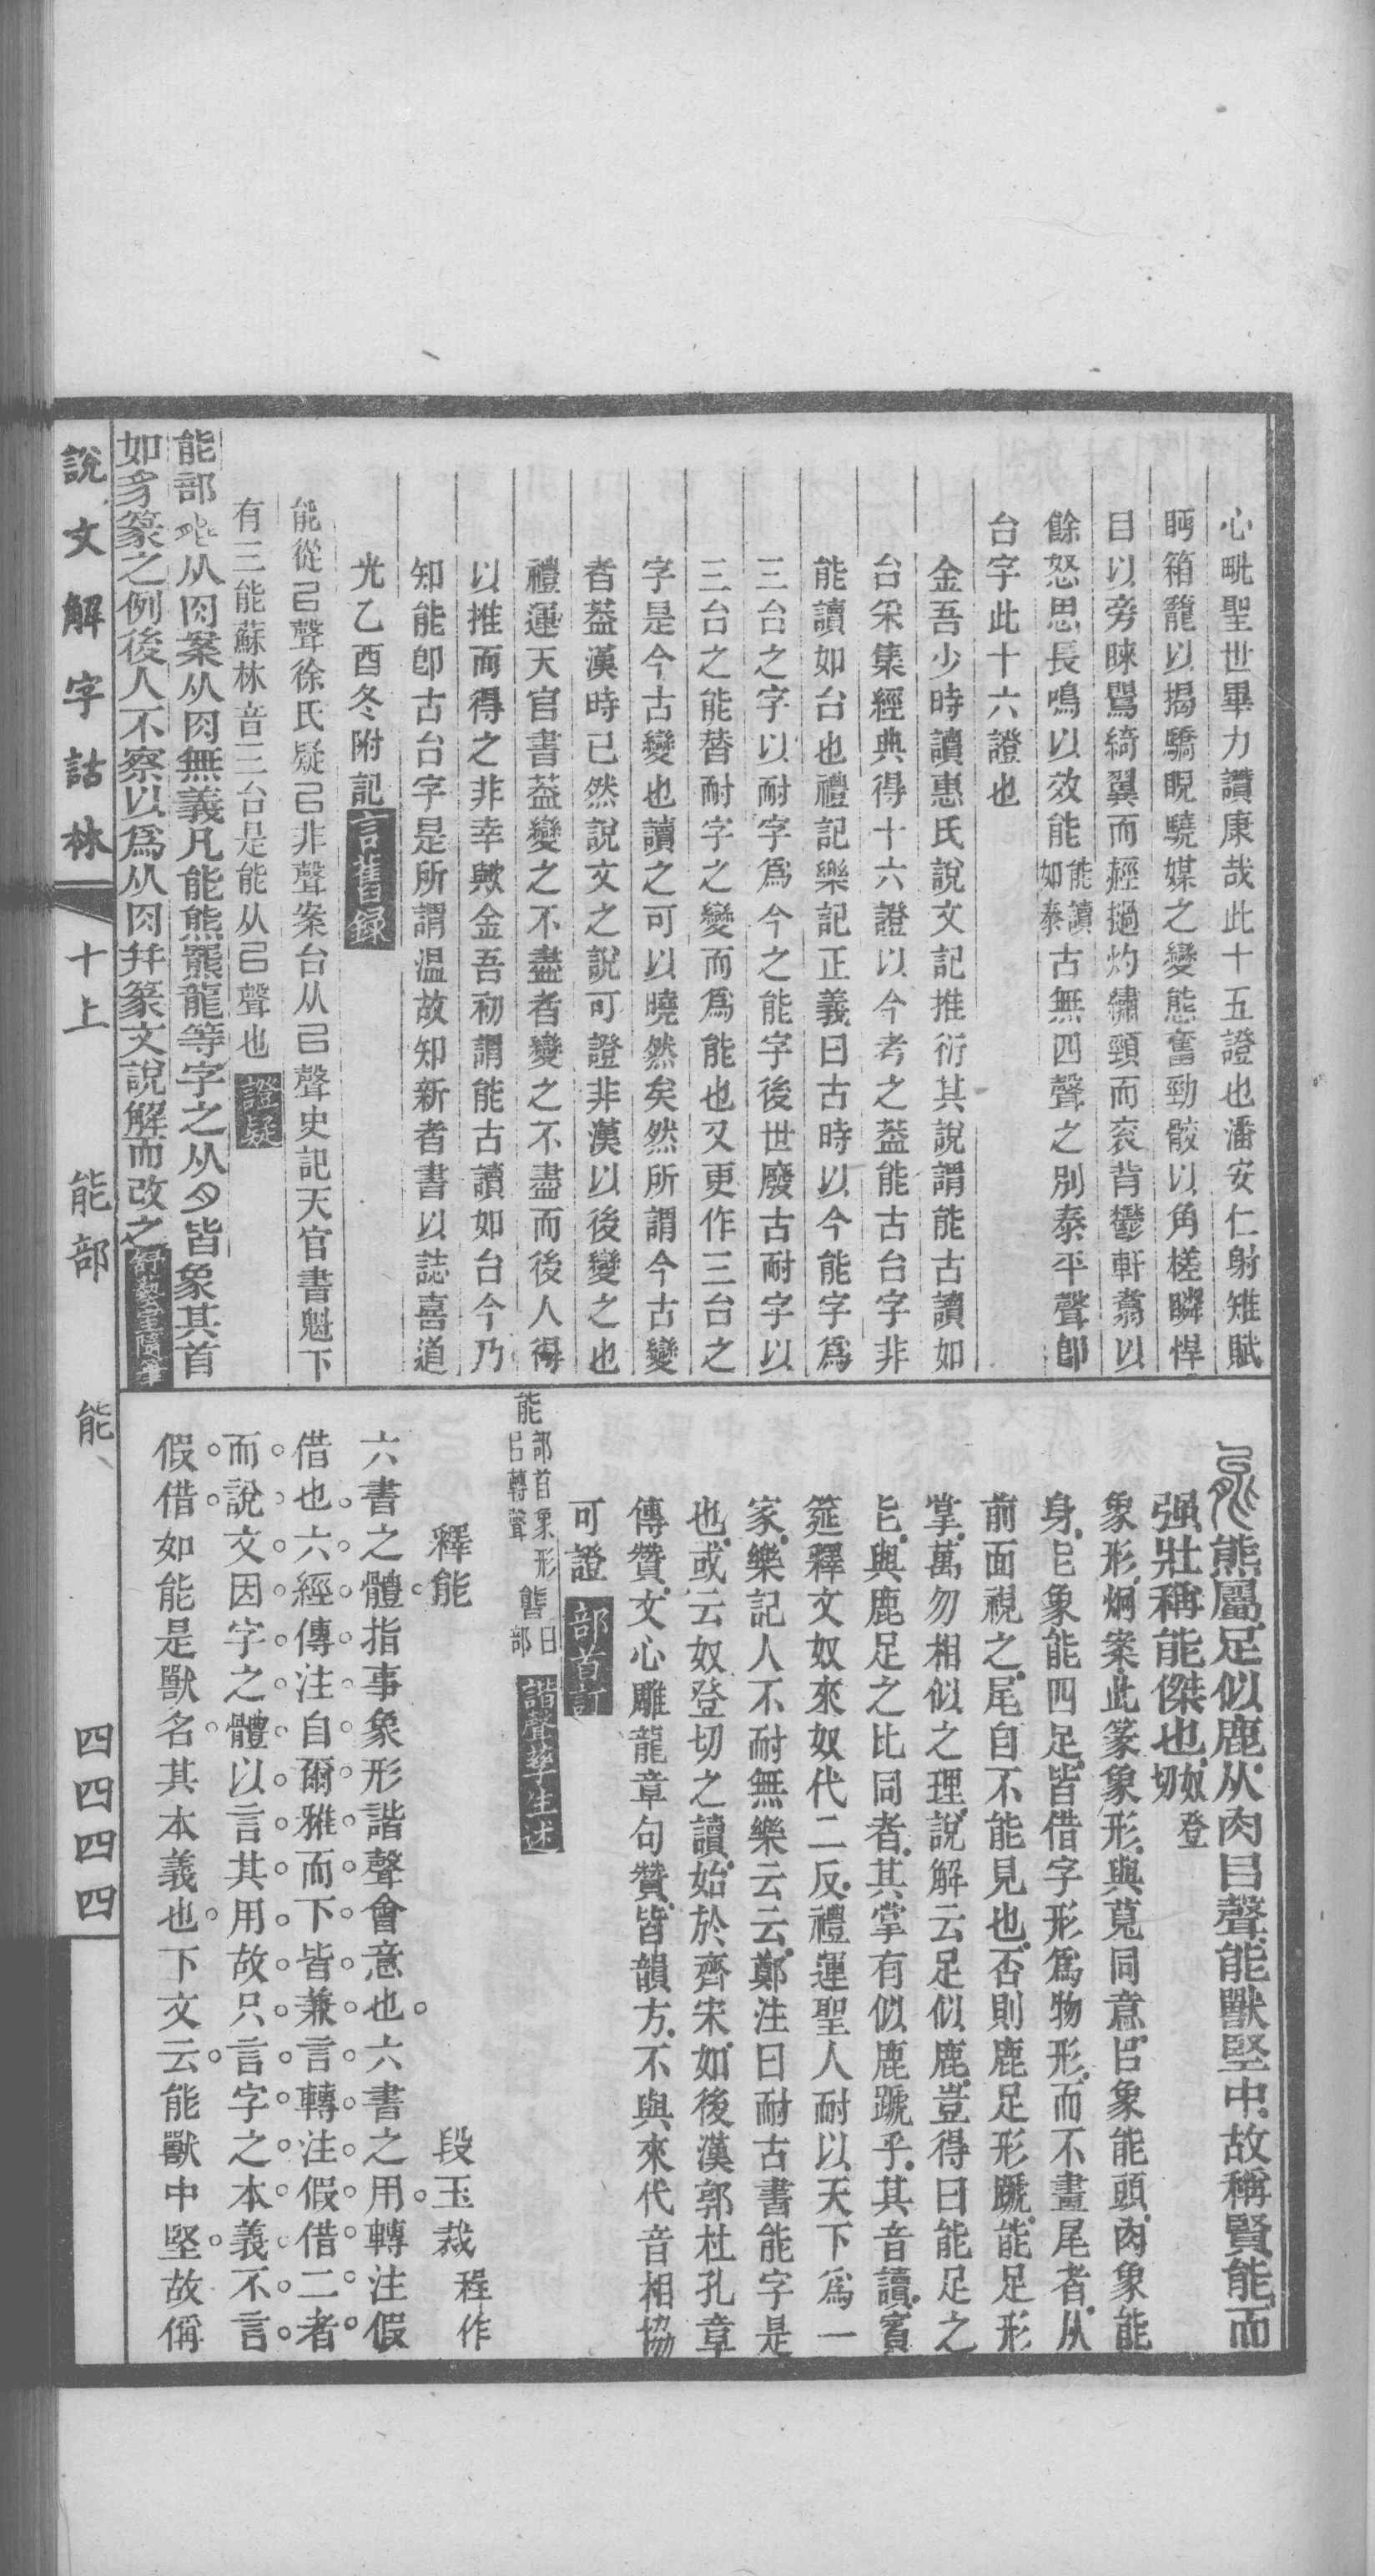 心毗聖世畢力讚康哉此十五證也潘安仁射雉賦
眄箱籠以揭驕睨驍媒之變態奮勁骹以角槎瞵悍
目以旁睞鶯綺翼而經撾灼繡頸而衮背鬱軒翥以
餘怒思長鳴以效能能讀如泰古無四聲之別泰平聲卽
台字此十六證也
金吾少時讀惠氏說文記推衍其說謂能古讀如
台采集經典得十六證以今考之葢能古台字非
能讀如台也禮記樂記正義曰古時以今能字爲
三台之字以耐字爲今之能字後世廢古耐字以
三台之能替耐字之變而爲能也又更作三台之
字是今古變也讀之可以曉然矣然所謂今古變
者葢漢時已然說文之說可證非漢以後變之也
禮運天官書葢變之不盡者變之不盡而後人得
以推而得之非幸歟金吾初謂能古讀如台今乃
知能卽古台字是所謂温故知新者書以誌喜道
光乙酉冬附記言舊錄
能從㠯聲徐氏疑㠯非聲案台从㠯聲史記天官書魁下
有三能蘇林音三台是能从㠯聲也證疑
能部从肉案从肉無義凡能熊羆龍等字之从皆象其首
如豸篆之例後人不察以爲从肉幷篆文說解而改之舒埶室隨筆
熊屬足似鹿从肉㠯聲能獸堅中故稱賢能而
强壯稱能傑也奴登切
象形炯案此篆象形與萈同意㠯象能頭肉象能
身象能四足皆借字形爲物形而不畫尾者从
前面視之尾自不能見也否則鹿足形蹏能足形
掌萬勿相似之理說解云足似鹿豈得曰能足之
與鹿足之比同者其掌有似鹿蹏乎其音讀賓
筵釋文奴來奴代二反禮運聖人耐以天下爲一
家樂記人不耐無樂云云鄭注曰耐古書能字是
也或云奴登切之讀始於齊宋如後漢郭杜孔章
傳贊文心雕龍章句贊皆韻方不與來代音相協
可證部首訂
能部首象形㠯轉聲 部諧聲孳生述
釋能 段玉裁
六書之體指事象形諧聲會意也六書之用轉注假
借也六經傳注自爾雅而下皆兼言轉注假借二者
而說文因字之體以言其用故只言字之本義不言
假借如能是獸名其本義也下文云能獸中堅故偁
說文解字詁林 十上 能部 能 四四四四